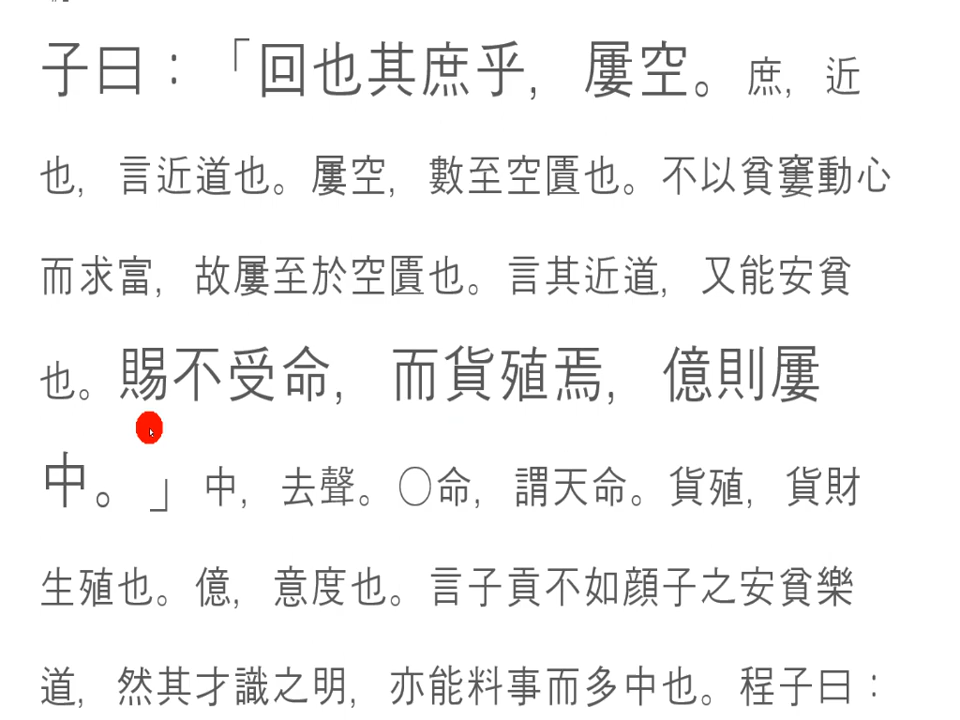 子曰：「回也其庶乎，屢空。庶，近
也，言近道也。屢空，數至空匱也。不以貧窶動心
而求富，故屢至於空匱也。言其近道，又能安貧
也。賜不受命，而貨殖焉，億則屢
中。」中，去聲。○命，謂天命。貨殖，貨財
生殖也。億，意度也。言子貢不如顏子之安貧樂
道，然其才識之明，亦能料事而多中也。程子曰：